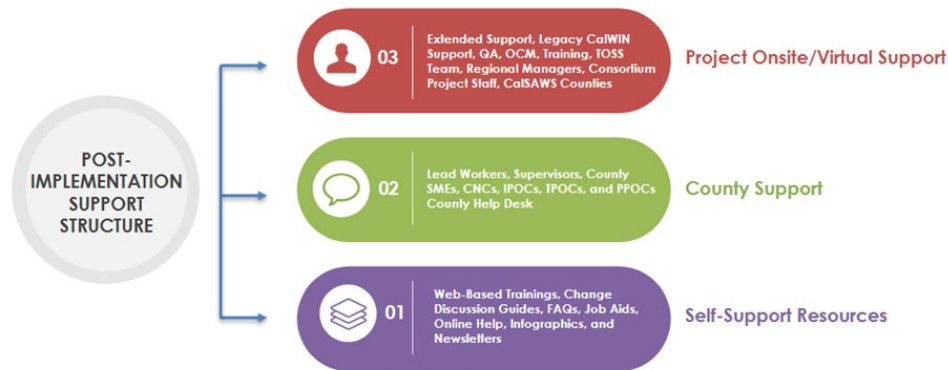 POST-
IMPLEMENTATION
SUPPORT
STRUCTURE
03
Extended Support, Legacy CalWIN
Support, QA, OCM, Training, TOSS
Team, Regional Managers, Consortium
Project Staff, CalSAWS Counties
Project Onsite/Virtual Support
02
Lead Workers, Supervisors, County
SMEs, CNCs, IPOCs, TPOCs, and PPOCs
County Help Desk
County Support
01
Web-Based Trainings, Change
Discussion Guides, FAQs, Job Aids,
Online Help, Infographics, and
Newsletters
Self-Support Resources